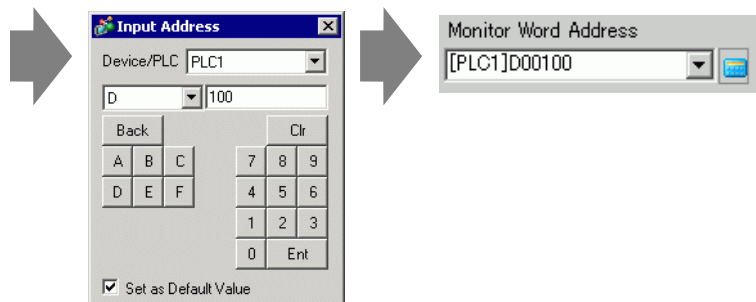 Input Address
Device/PLC PLC1
D 100
Back Clr
A B C 7 8 9
D E F 4 5 6
1 2 3
0 Ent
Set as Default Value
Monitor Word Address
[PLC1]D00100